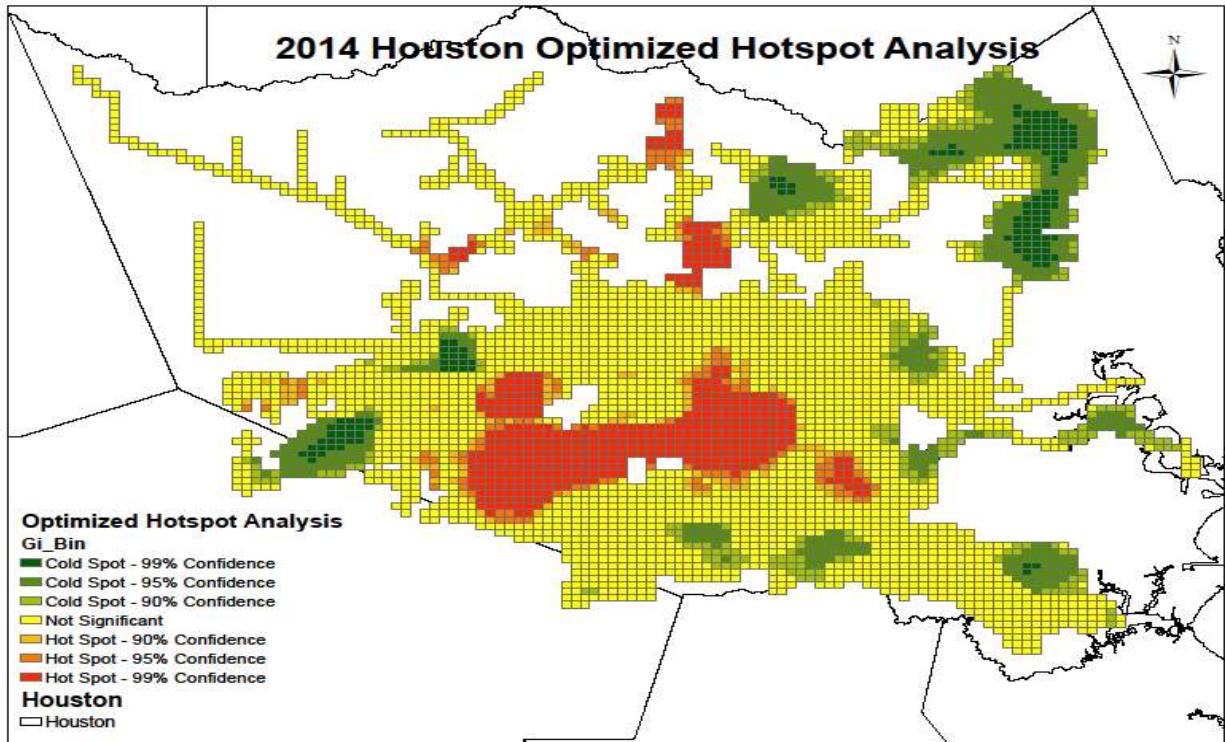 2014 Houston Optimized Hotspot Analysis
N
Optimized Hotspot Analysis
Gi_Bin
Cold Spot - 99% Confidence
Cold Spot - 95% Confidence
Cold Spot - 90% Confidence
Not Significant
Hot Spot - 90% Confidence
Hot Spot - 95% Confidence
Hot Spot - 99% Confidence
Houston
Houston